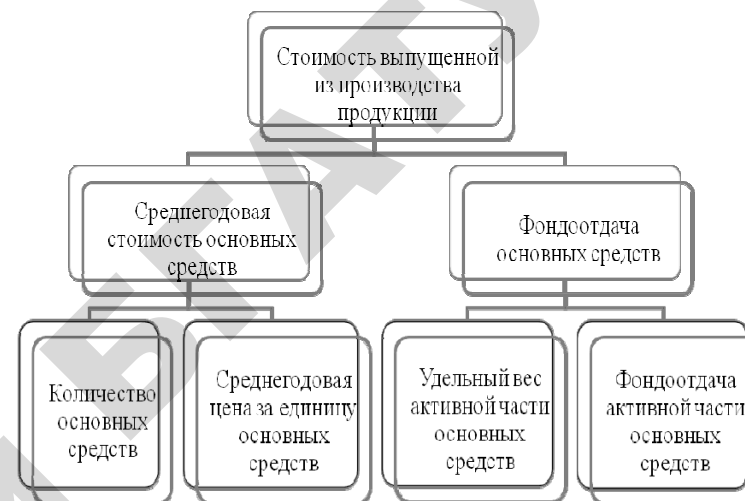 Стоимость выпущенной
из производства
продукции
Среднегодовая
стоимость основных
средств
Фондоотдача
основных средств
Количество
основных
средств
Среднегодовая
цена за единицу
основных
средств
Удельный вес
активной части
основных
средств
Фондоотдача
активной части
основных
средств
БГАТУ